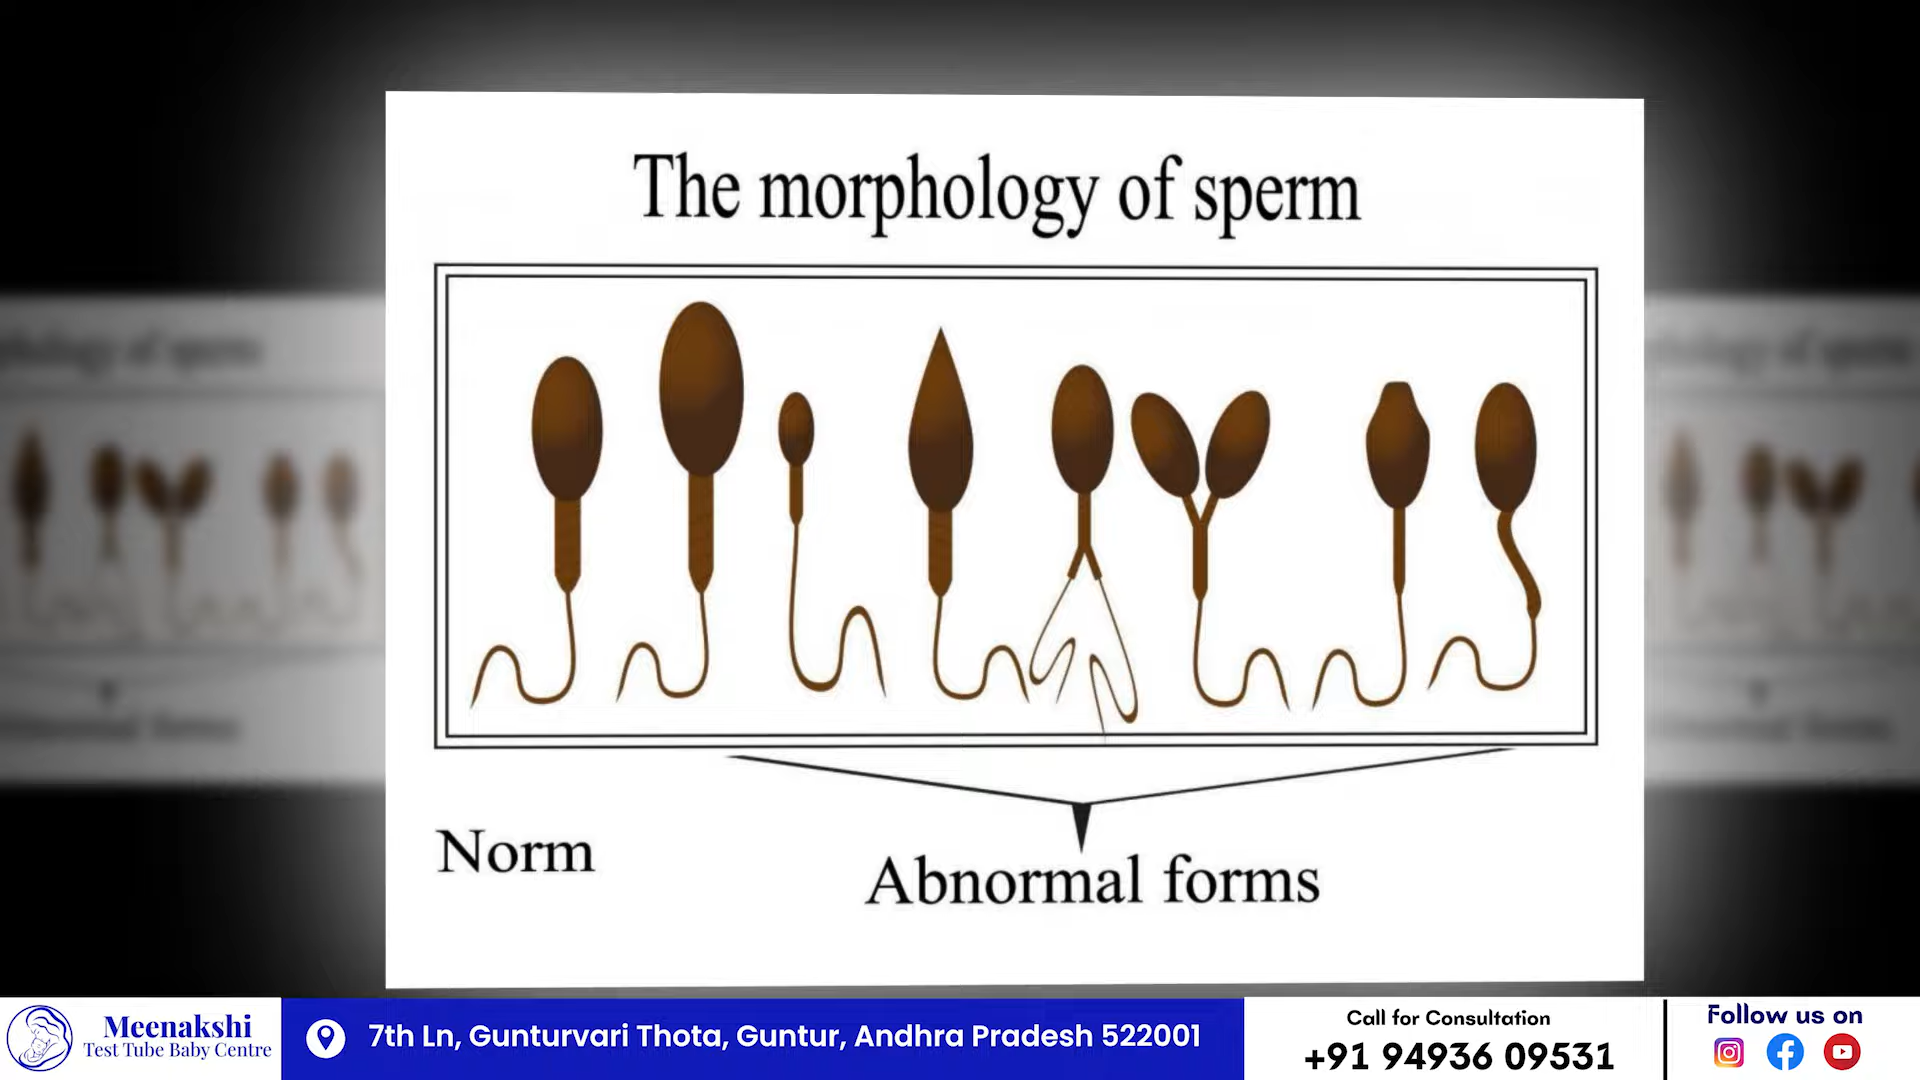 The morphology of sperm
Norm
Abnormal forms
Meenakshi
Test Tube Baby Centre
7th Ln, Gunturvari Thota, Guntur, Andhra Pradesh 522001
Call for Consultation
+91 94936 09531
Follow us on